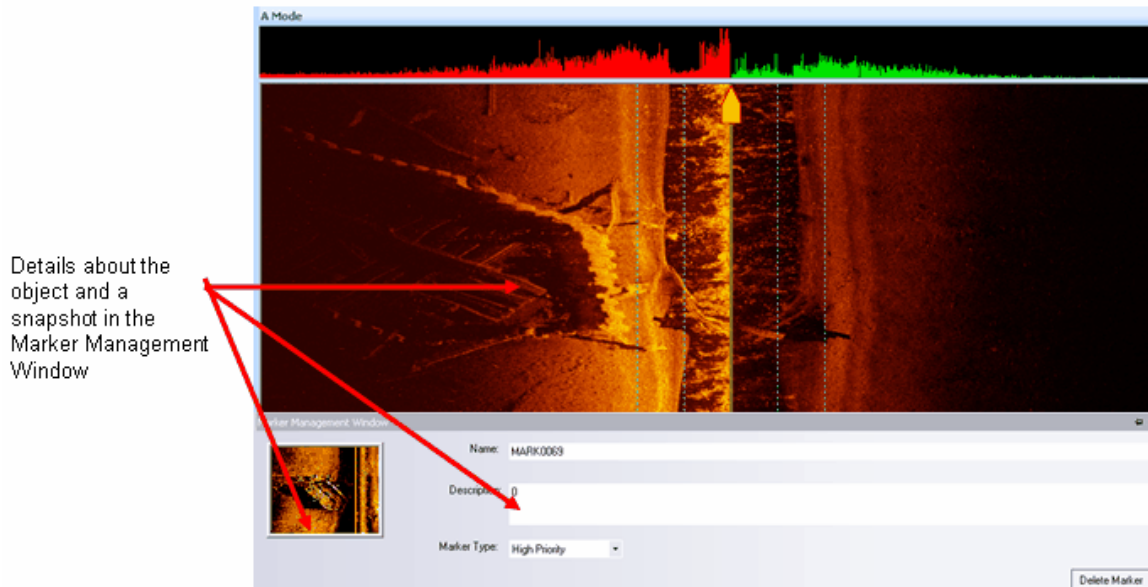 A Mode
Details about the
object and a
snapshot in the
Marker Management
Window
Marker Management Window
Name: MARK0069
Description: 0
Marker Type: High Priority
Delete Marker